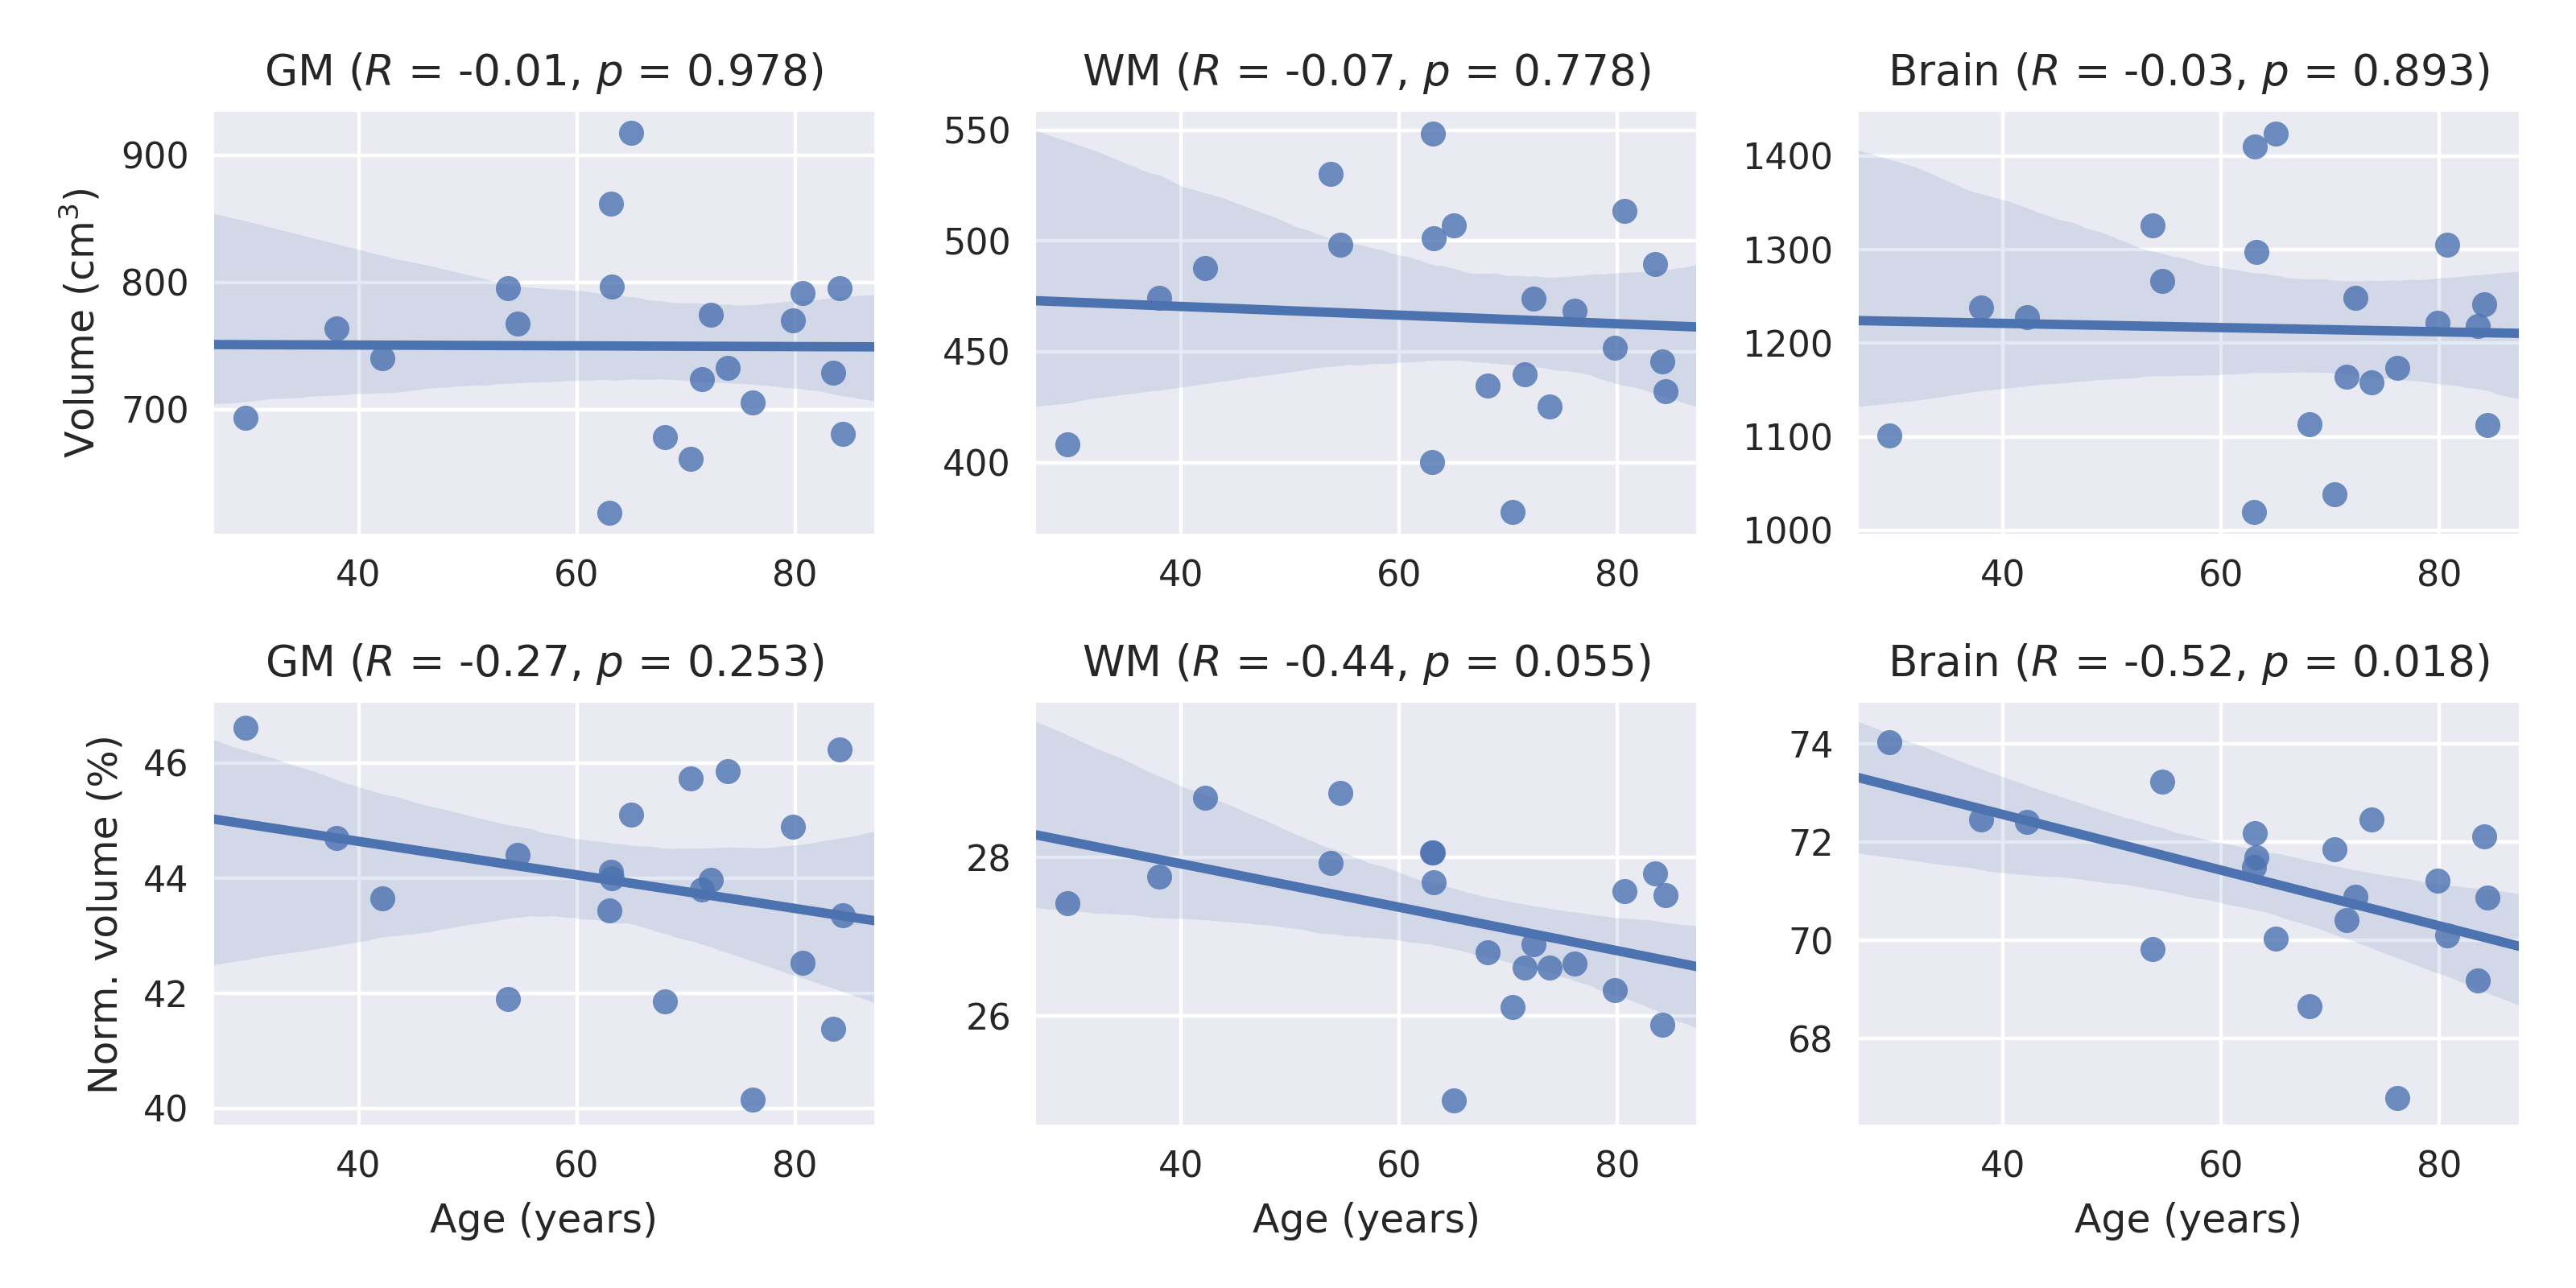 GM (R = -0.01, p = 0.978)
WM (R = -0.07, p = 0.778)
Brain (R = -0.03, p = 0.893)
Volume (cm³)
900
800
700
40 60 80
550
500
450
400
40 60 80
1400
1300
1200
1100
1000
40 60 80
GM (R = -0.27, p = 0.253)
WM (R = -0.44, p = 0.055)
Brain (R = -0.52, p = 0.018)
Norm. volume (%)
46
44
42
40
40 60 80
Age (years)
28
26
40 60 80
Age (years)
74
72
70
68
40 60 80
Age (years)